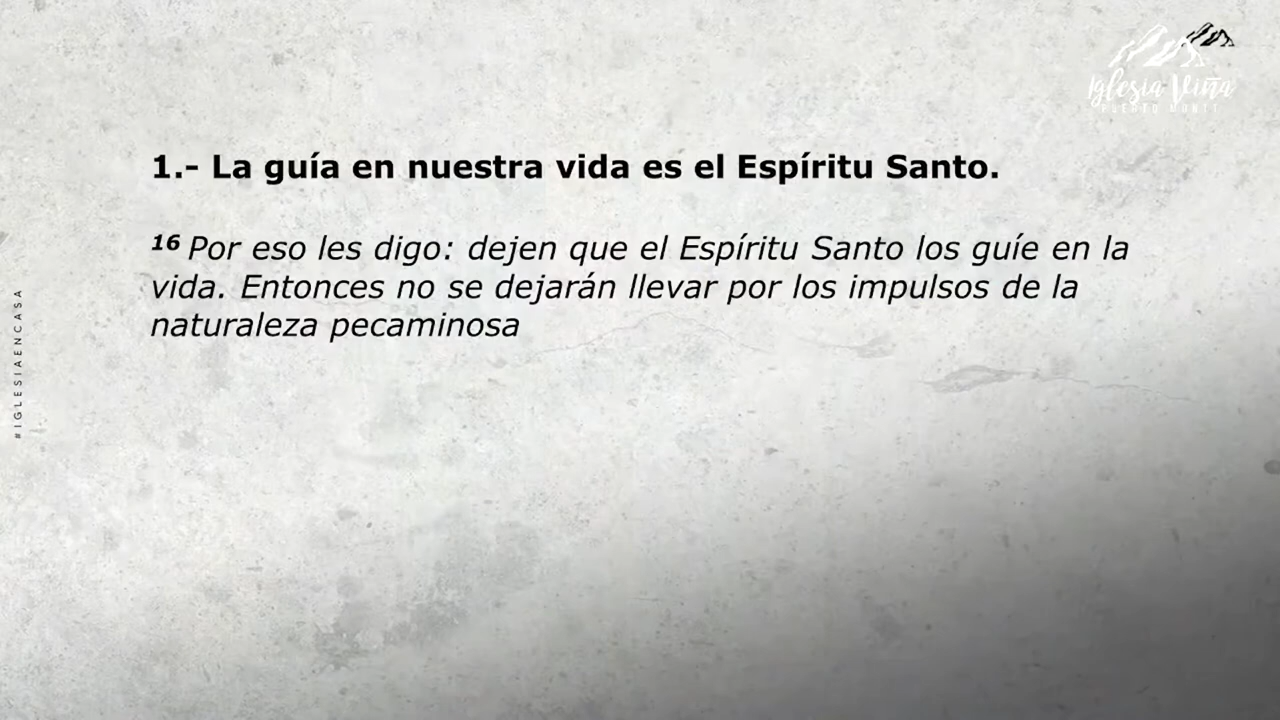 Iglesia Viña
PUERTO MONTT
1.- La guía en nuestra vida es el Espíritu Santo.
16 Por eso les digo: dejen que el Espíritu Santo los guíe en la
vida. Entonces no se dejarán llevar por los impulsos de la
naturaleza pecaminosa
#IGLESIAENCASA